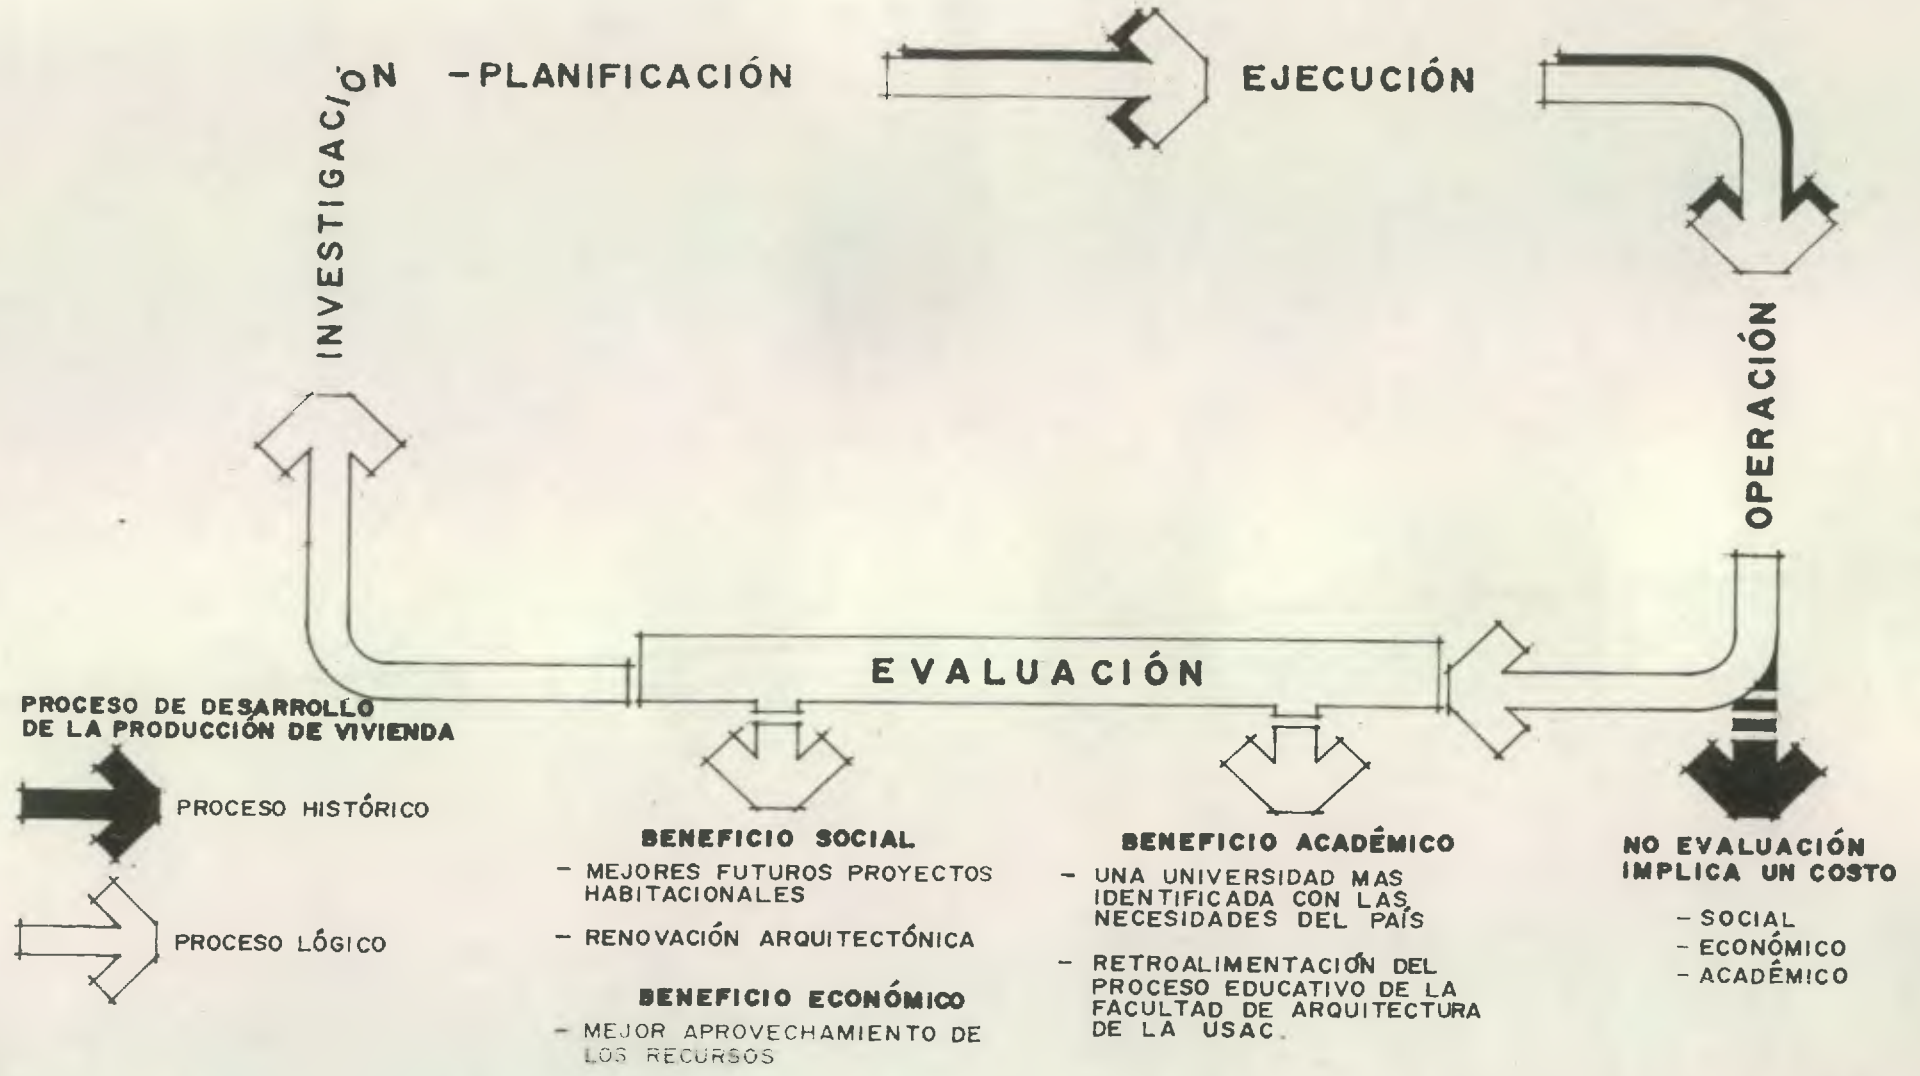 INVESTIGACIÓN -PLANIFICACIÓN
EJECUCIÓN
OPERACIÓN
EVALUACIÓN
PROCESO DE DESARROLLO
DE LA PRODUCCIÓN DE VIVIENDA
PROCESO HISTÓRICO
PROCESO LÓGICO
BENEFICIO SOCIAL
- MEJORES FUTUROS PROYECTOS
HABITACIONALES
- RENOVACIÓN ARQUITECTÓNICA
BENEFICIO ECONÓMICO
- MEJOR APROVECHAMIENTO DE
LOS RECURSOS
BENEFICIO ACADÉMICO
- UNA UNIVERSIDAD MAS
IDENTIFICADA CON LAS
NECESIDADES DEL PAÍS
- RETROALIMENTACIÓN DEL
PROCESO EDUCATIVO DE LA
FACULTAD DE ARQUITECTURA
DE LA USAC.
NO EVALUACIÓN
IMPLICA UN COSTO
- SOCIAL
- ECONÓMICO
- ACADÉMICO